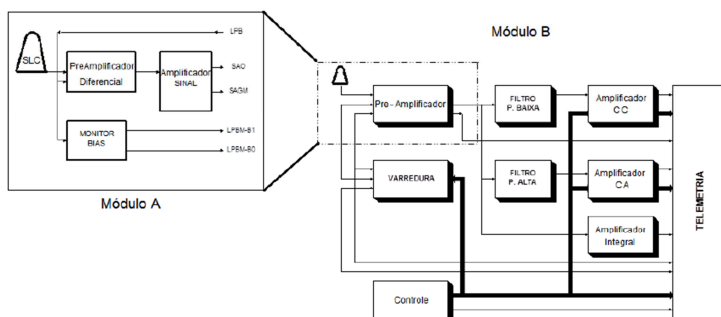 Módulo A
SLC
PreAmplificador
Diferencial
Amplificador
SINAL
LPB
SAO
SAGM
MONITOR
BIAS
LPBM-B1
LPBM-B0
Módulo B
Pre- Amplificador
FILTRO
P. BAIXA
Amplificador
CC
VARREDURA
FILTRO
P. ALTA
Amplificador
CA
Amplificador
Integral
Controle
TELEMETRIA